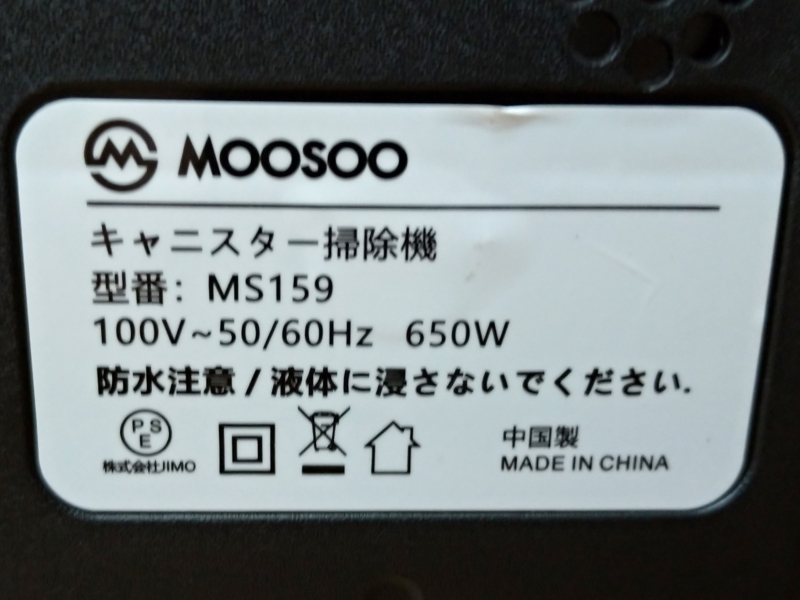 MOOSOO
キャニスター掃除機
型番: MS159
100V~50/60Hz 650W
防水注意/液体に浸さないでください.
PSE
株式会社JIMO
中国製
MADE IN CHINA